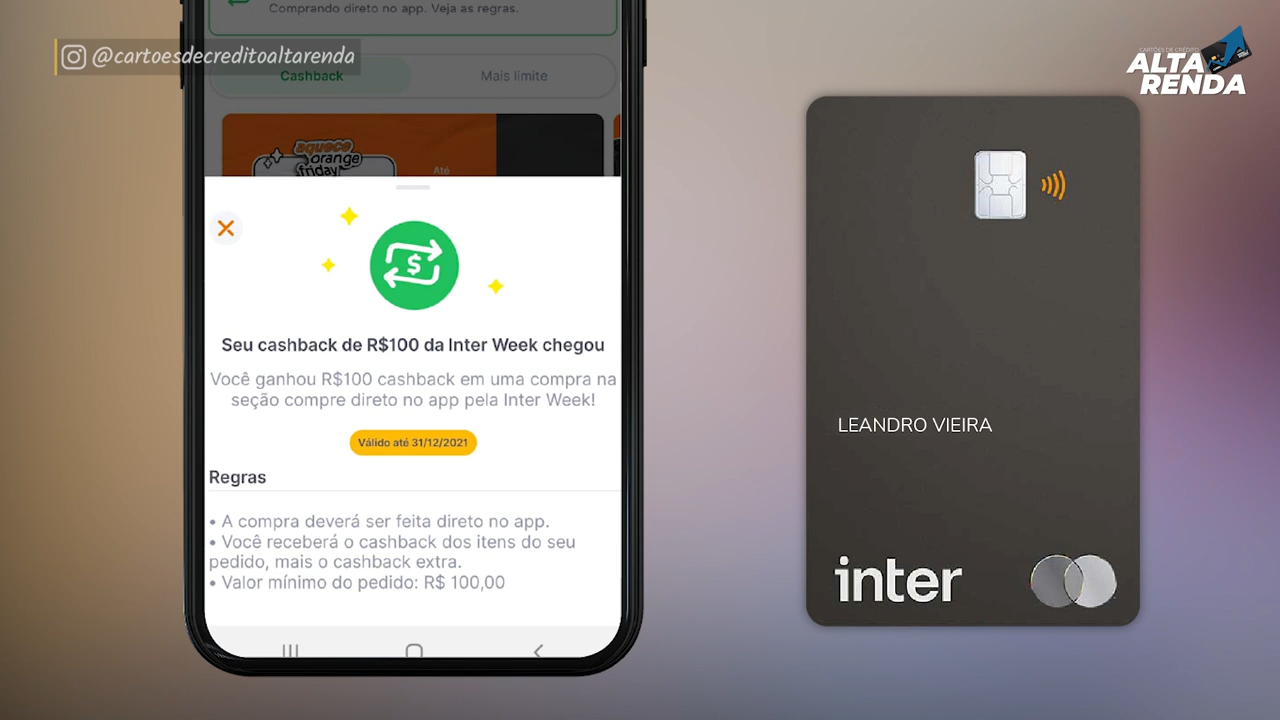 Comprando direto no app. Veja as regras.
@cartoesdecreditoaltarenda
Cashback
Mais limite
aquece
orange
friday!
Até
Seu cashback de R$100 da Inter Week chegou
Você ganhou R$100 cashback em uma compra na
seção compre direto no app pela Inter Week!
Válido até 31/12/2021
Regras
• A compra deverá ser feita direto no app.
• Você receberá o cashback dos itens do seu
pedido, mais o cashback extra.
• Valor mínimo do pedido: R$ 100,00
CARTÕES DE CRÉDITO
ALTA
RENDA
LEANDRO VIEIRA
inter